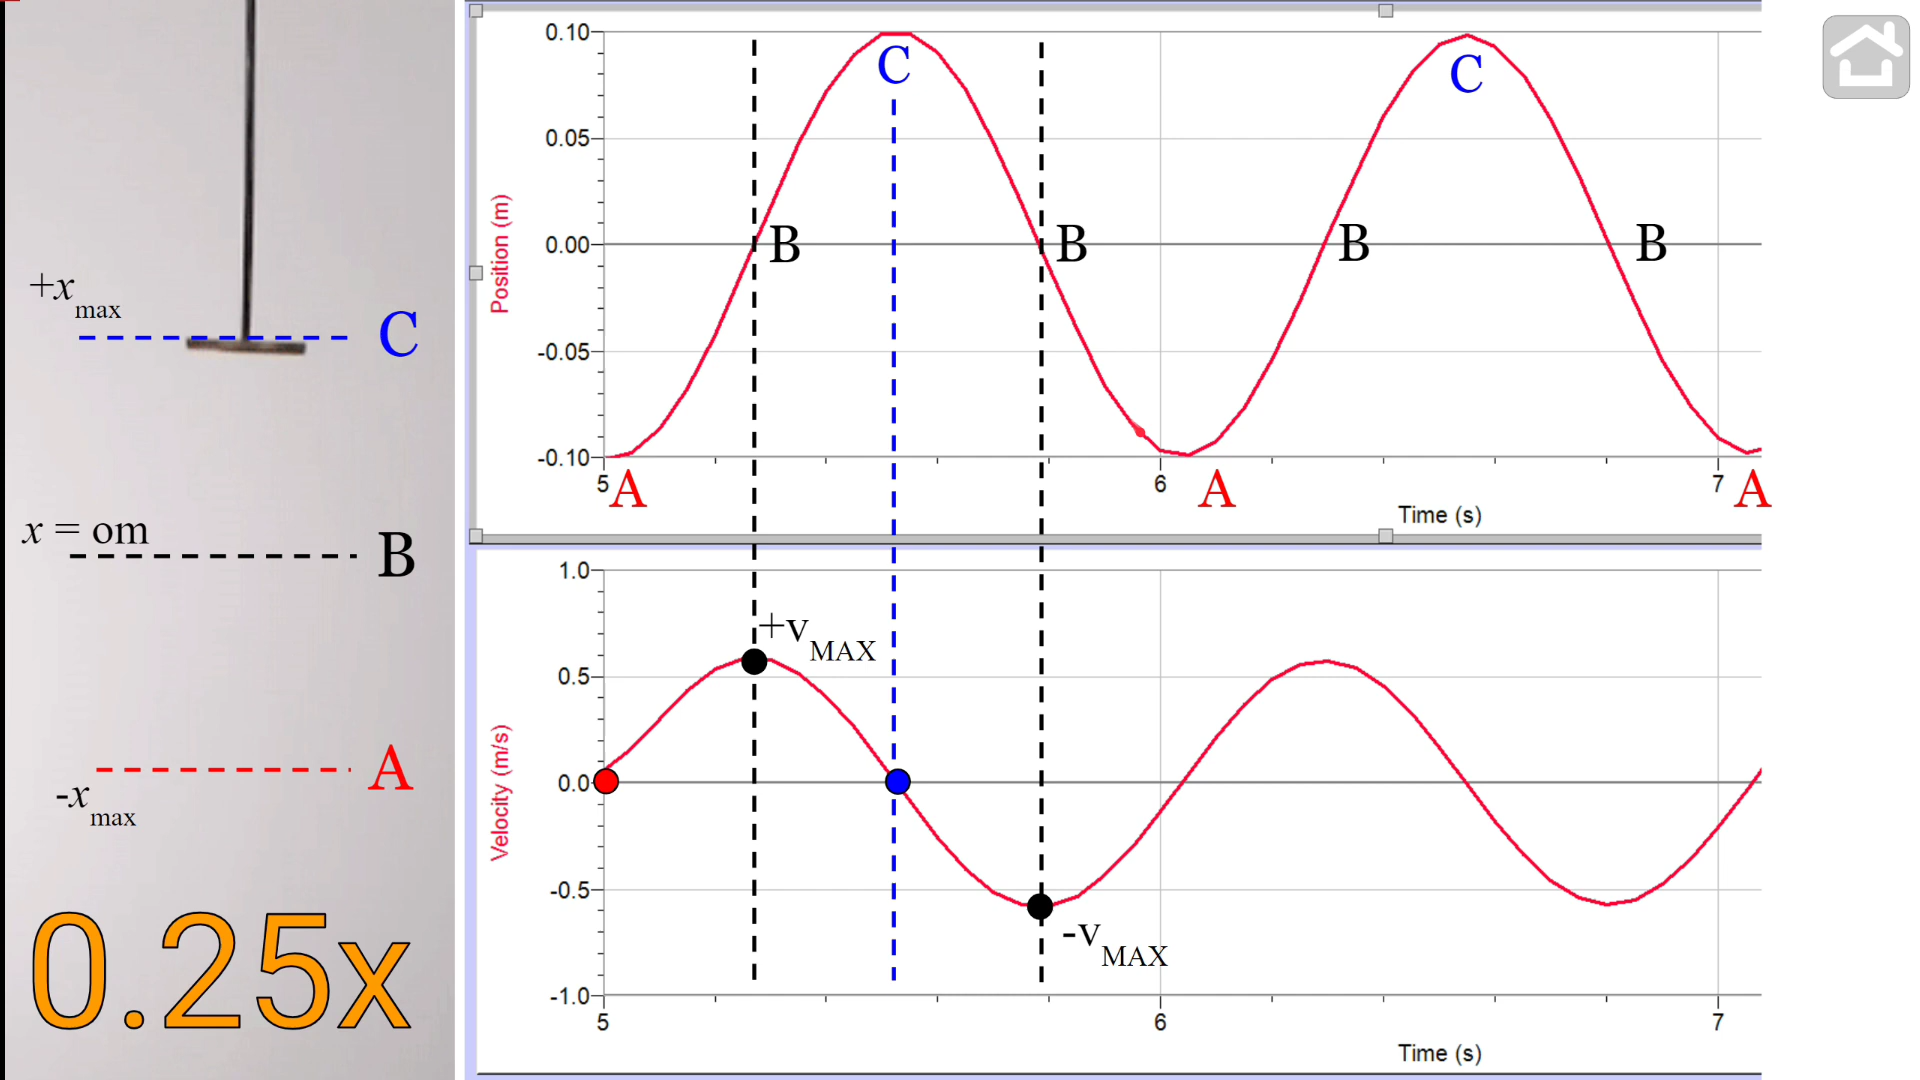 +x max
C
x = 0m
B
A
-x max
0.25x
0.10
0.05
0.00
-0.05
-0.10
Position (m)
C
C
B
B
B
B
5
6
7
A
A
A
Time (s)
1.0
0.5
0.0
-0.5
-1.0
Velocity (m/s)
+v MAX
-v MAX
5
6
7
Time (s)